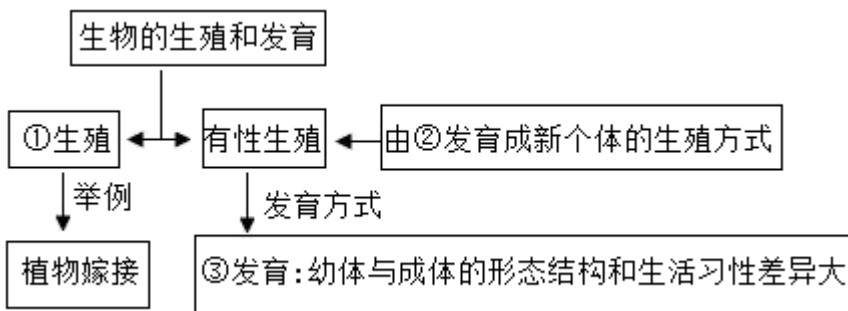 生物的生殖和发育
①生殖
有性生殖
由②发育成新个体的生殖方式
举例
发育方式
植物嫁接
③发育:幼体与成体的形态结构和生活习性差异大